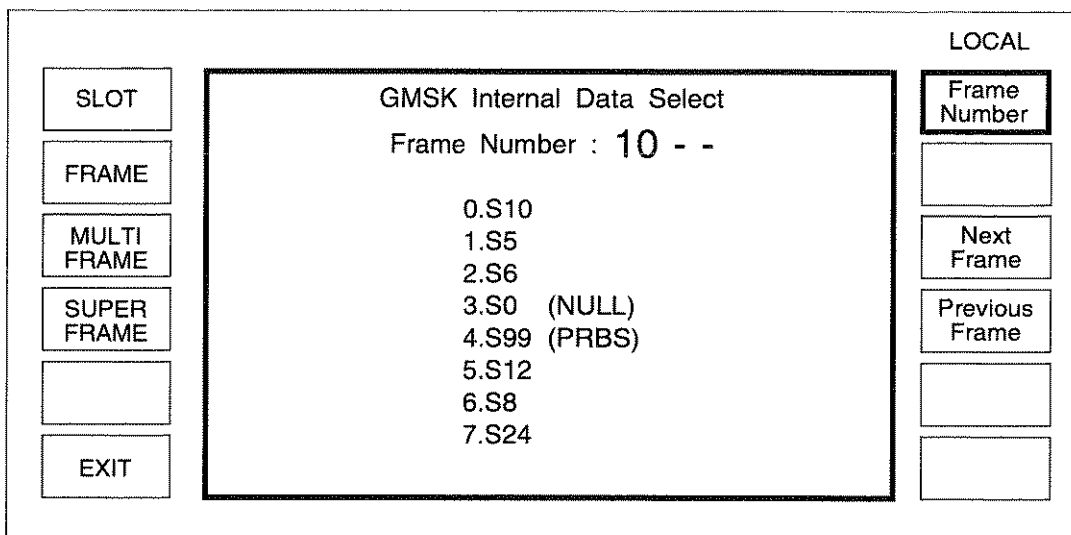 LOCAL
SLOT
FRAME
MULTI
FRAME
SUPER
FRAME
EXIT
GMSK Internal Data Select
Frame Number : 10 - -
0.S10
1.S5
2.S6
3.S0 (NULL)
4.S99 (PRBS)
5.S12
6.S8
7.S24
Frame
Number
Next
Frame
Previous
Frame